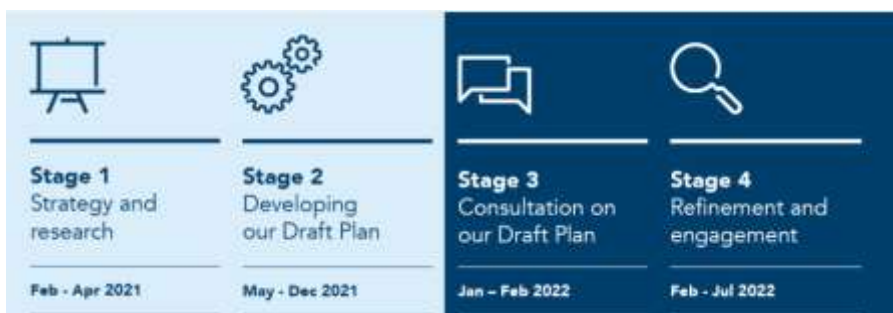 Stage 1
Strategy and
research
Feb - Apr 2021
Stage 2
Developing
our Draft Plan
May - Dec 2021
Stage 3
Consultation on
our Draft Plan
Jan – Feb 2022
Stage 4
Refinement and
engagement
Feb - Jul 2022